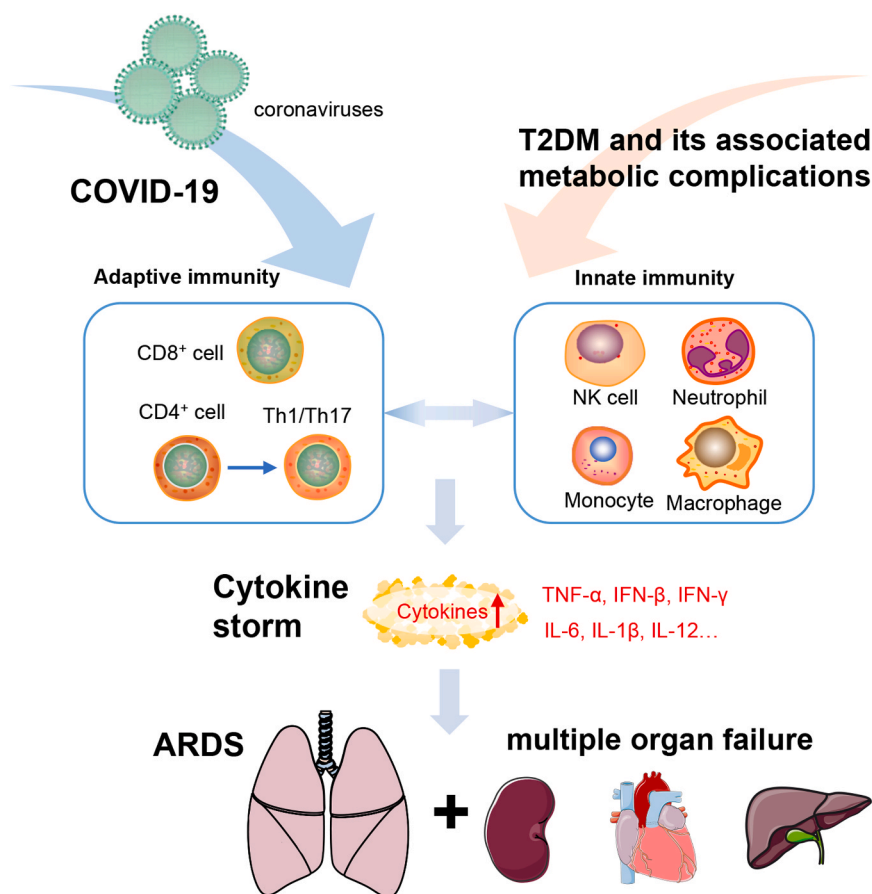 coronaviruses
COVID-19
T2DM and its associated
metabolic complications
Adaptive immunity
Innate immunity
CD8⁺ cell
CD4⁺ cell
Th1/Th17
NK cell
Neutrophil
Monocyte
Macrophage
Cytokine
storm
Cytokines
TNF-α, IFN-β, IFN-γ
IL-6, IL-1β, IL-12…
ARDS
multiple organ failure
+